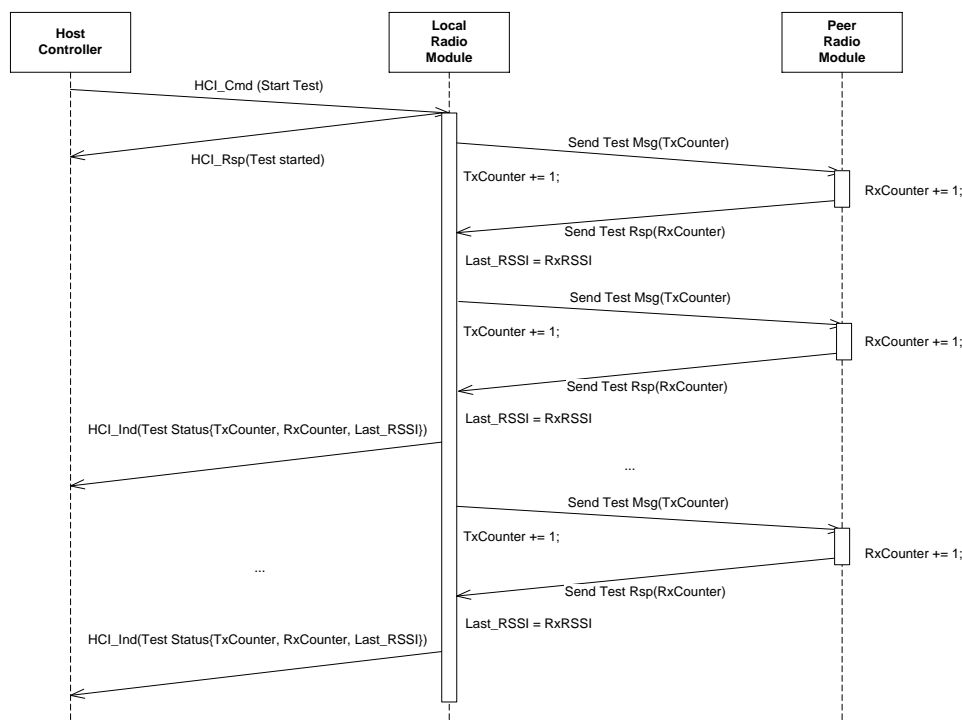 Host
Controller
Local
Radio
Module
Peer
Radio
Module
HCI_Cmd (Start Test)
HCI_Rsp(Test started)
Send Test Msg(TxCounter)
TxCounter += 1;
RxCounter += 1;
Send Test Rsp(RxCounter)
Last_RSSI = RxRSSI
Send Test Msg(TxCounter)
TxCounter += 1;
RxCounter += 1;
Send Test Rsp(RxCounter)
Last_RSSI = RxRSSI
HCI_Ind(Test Status{TxCounter, RxCounter, Last_RSSI})
...
Send Test Msg(TxCounter)
TxCounter += 1;
RxCounter += 1;
...
Send Test Rsp(RxCounter)
Last_RSSI = RxRSSI
HCI_Ind(Test Status{TxCounter, RxCounter, Last_RSSI})